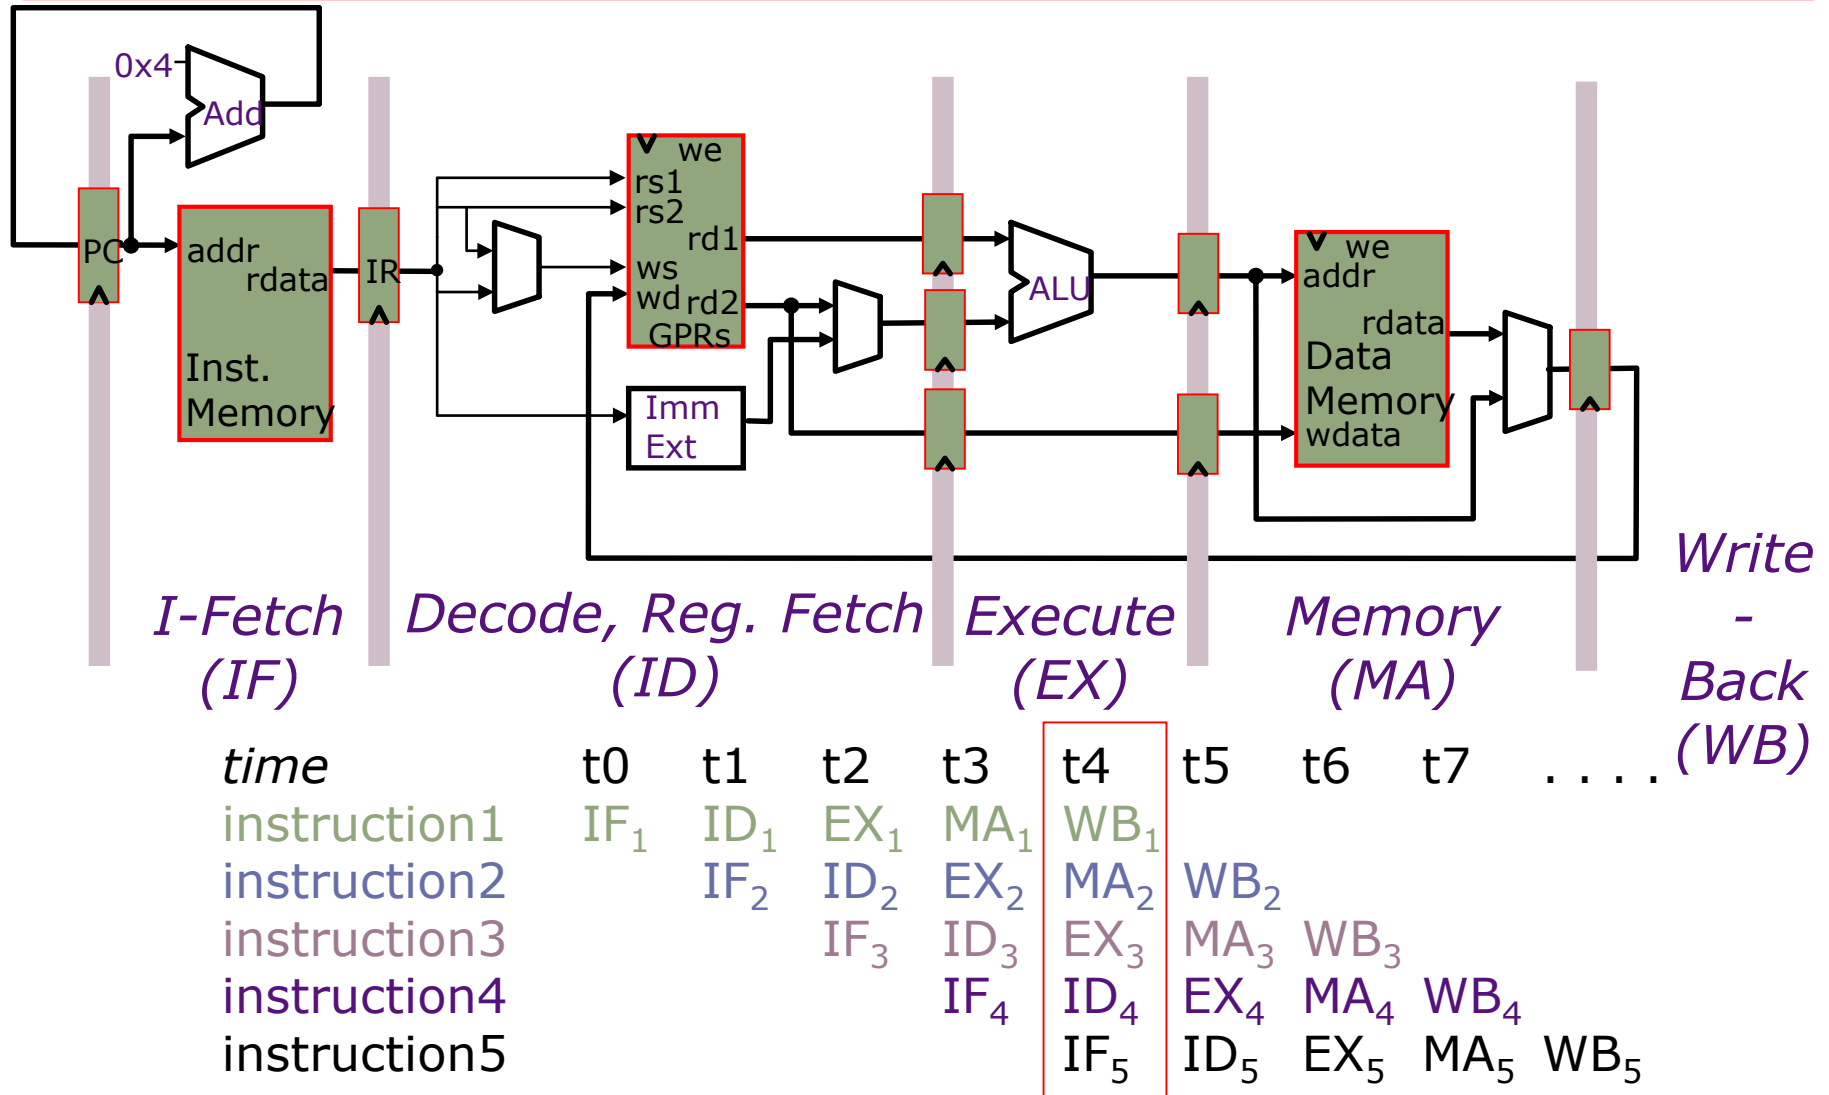 0x4
Add
PC
addr
rdata
Inst.
Memory
IR
we
rs1
rs2
rd1
ws
wd
rd2
GPRs
Imm
Ext
ALU
we
addr
rdata
Data
Memory
wdata
I-Fetch
(IF)
Decode, Reg. Fetch
(ID)
Execute
(EX)
Memory
(MA)
Write
-
Back
(WB)
time t0 t1 t2 t3 t4 t5 t6 t7 . . . .
instruction1 IF1 ID1 EX1 MA1 WB1
instruction2 IF2 ID2 EX2 MA2 WB2
instruction3 IF3 ID3 EX3 MA3 WB3
instruction4 IF4 ID4 EX4 MA4 WB4
instruction5 IF5 ID5 EX5 MA5 WB5